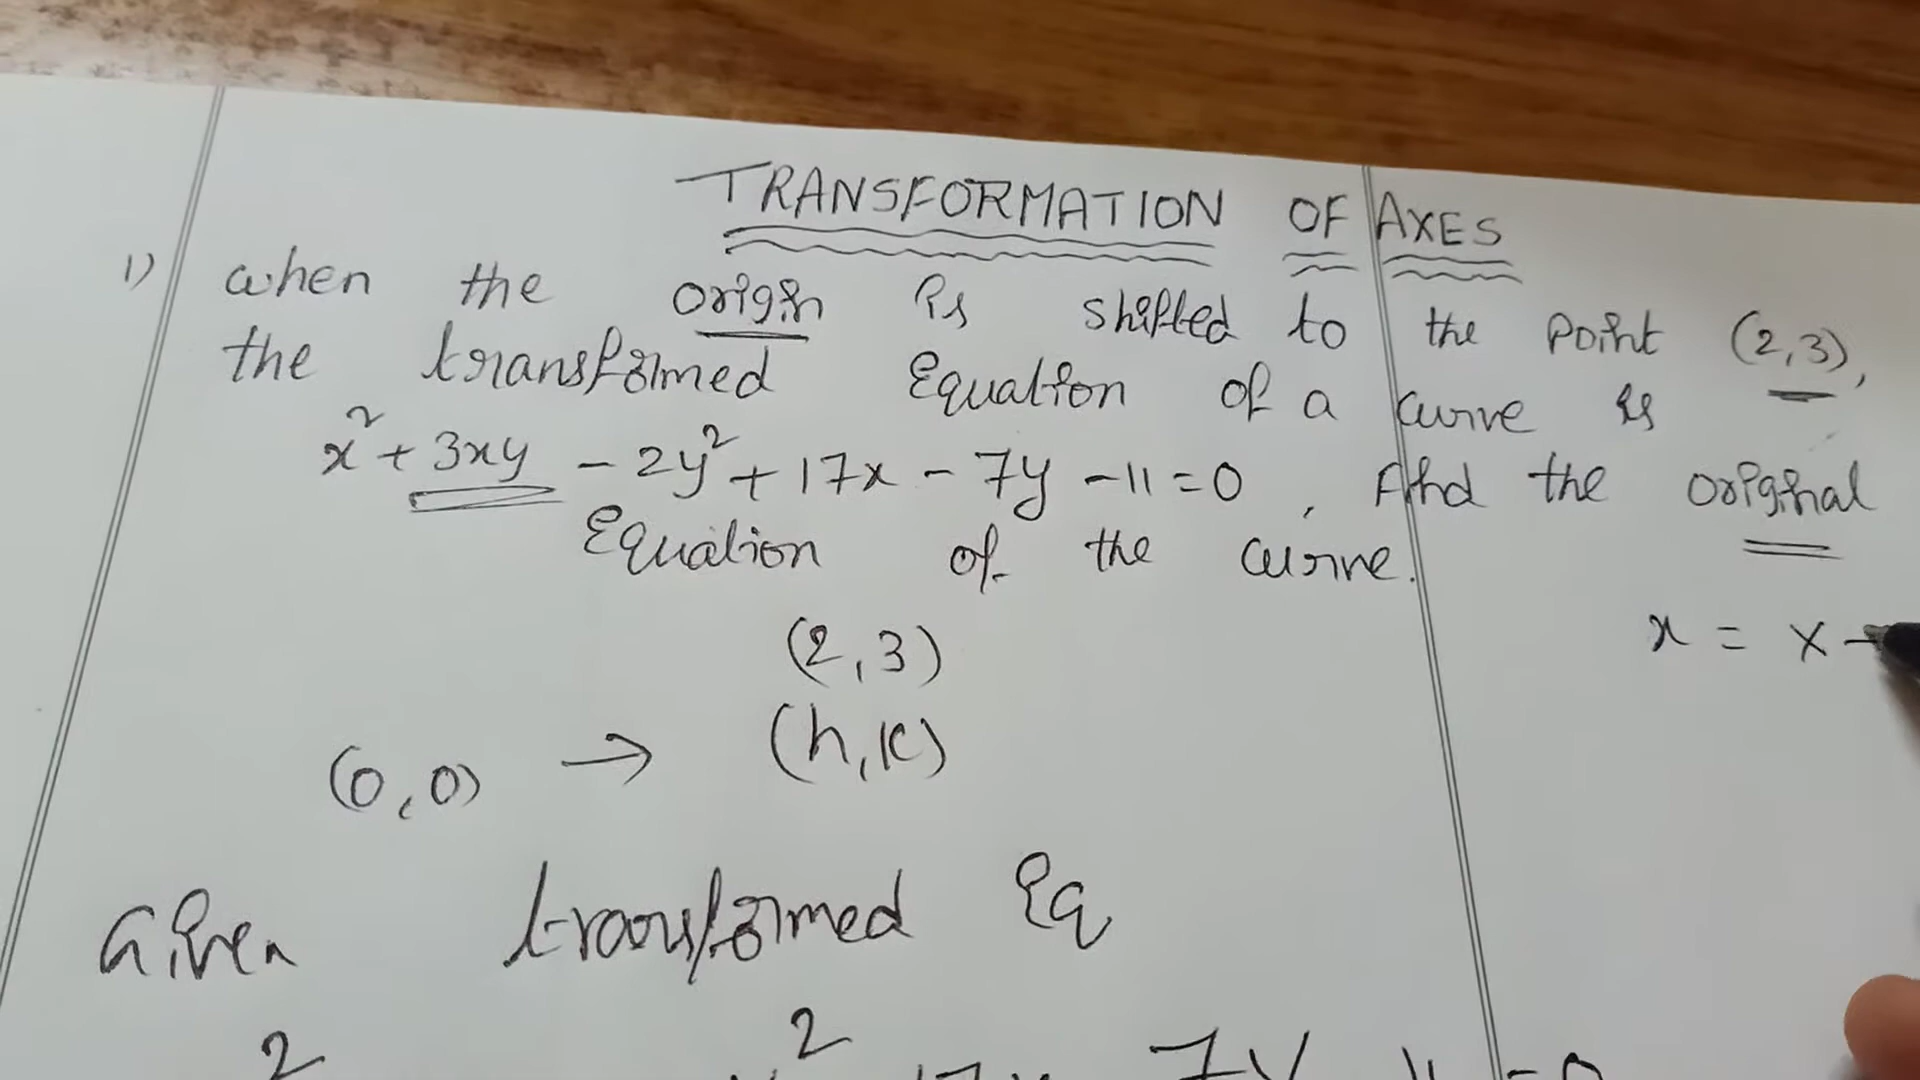 TRANSFORMATION OF AXES
1) when the origin is shifted to the point (2,3),
the transformed Equation of a curve is
x² + 3xy - 2y² + 17x - 7y - 11 = 0, find the original
Equation of the curve.
x = X -
(2,3)
(0,0) → (h,k)
Given transformed Eq